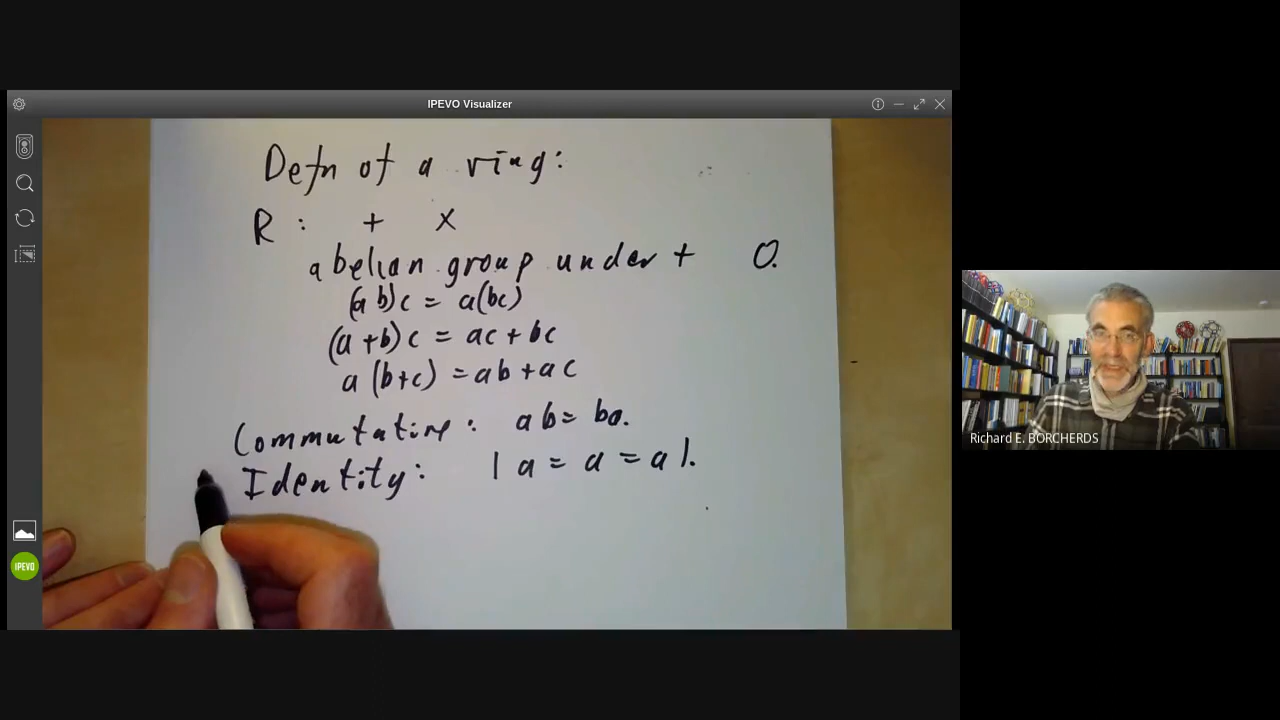 IPEVO Visualizer
Defn of a ring:
R : + x
abelian group under + 0.
(ab)c = a(bc)
(a+b)c = ac+bc
a(b+c) = ab+ac
Commutative: ab=ba.
Identity: 1a = a = a1.
IPEVO
Richard E. BORCHERDS